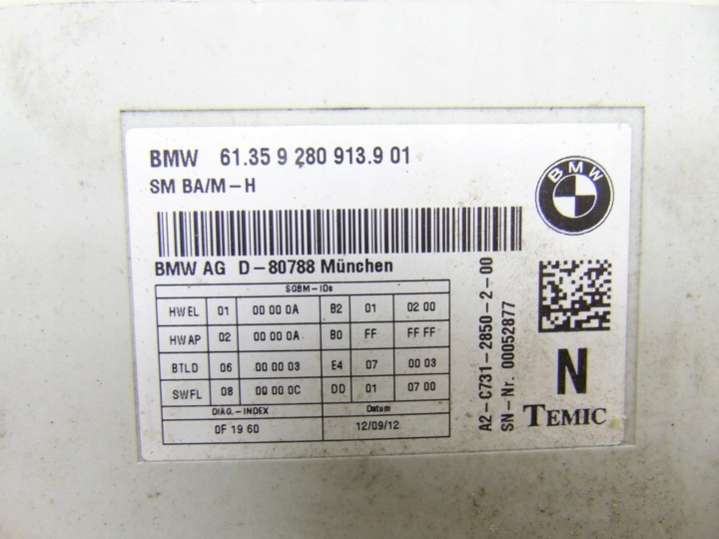 BMW 61.35 9 280 913.9 01
SM BA/M-H
BMW
BMW AG D-80788 München
SGBM-IDs
HWEL 01 00 00 0A B2 01 02 00
HWAP 02 00 00 0A B0 FF FF FF
BTLD 06 00 00 03 E4 07 00 03
SWFL 08 00 00 0C DD 01 07 00
DIAG.-INDEX Datum
0F 19 60 12/09/12
A2-C731-2850-2-00
SN-Nr. 00052877
N
TEMIC